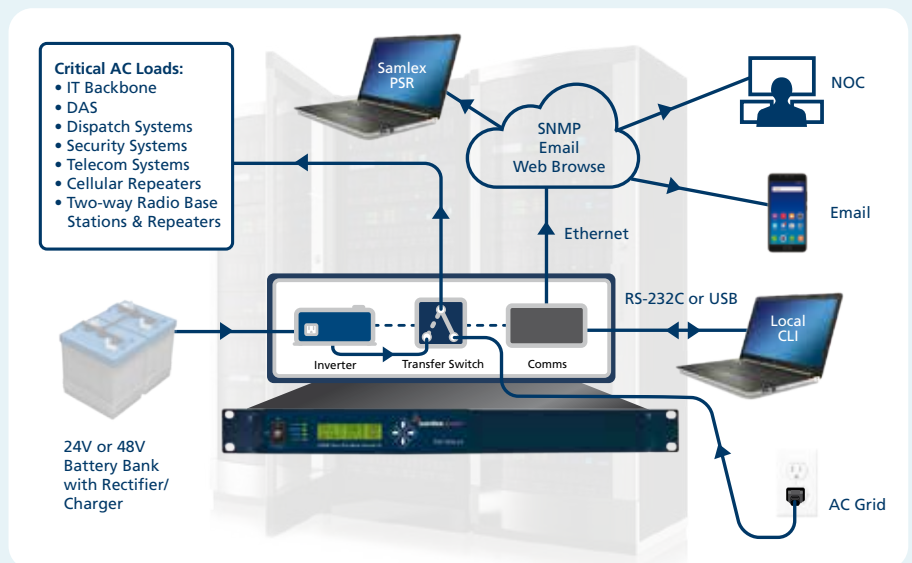 Critical AC Loads:
• IT Backbone
• DAS
• Dispatch Systems
• Security Systems
• Telecom Systems
• Cellular Repeaters
• Two-way Radio Base
Stations & Repeaters
Samlex
PSR
SNMP
Email
Web Browse
NOC
Email
Ethernet
RS-232C or USB
Local
CLI
Inverter
Transfer Switch
Comms
24V or 48V
Battery Bank
with Rectifier/
Charger
AC Grid